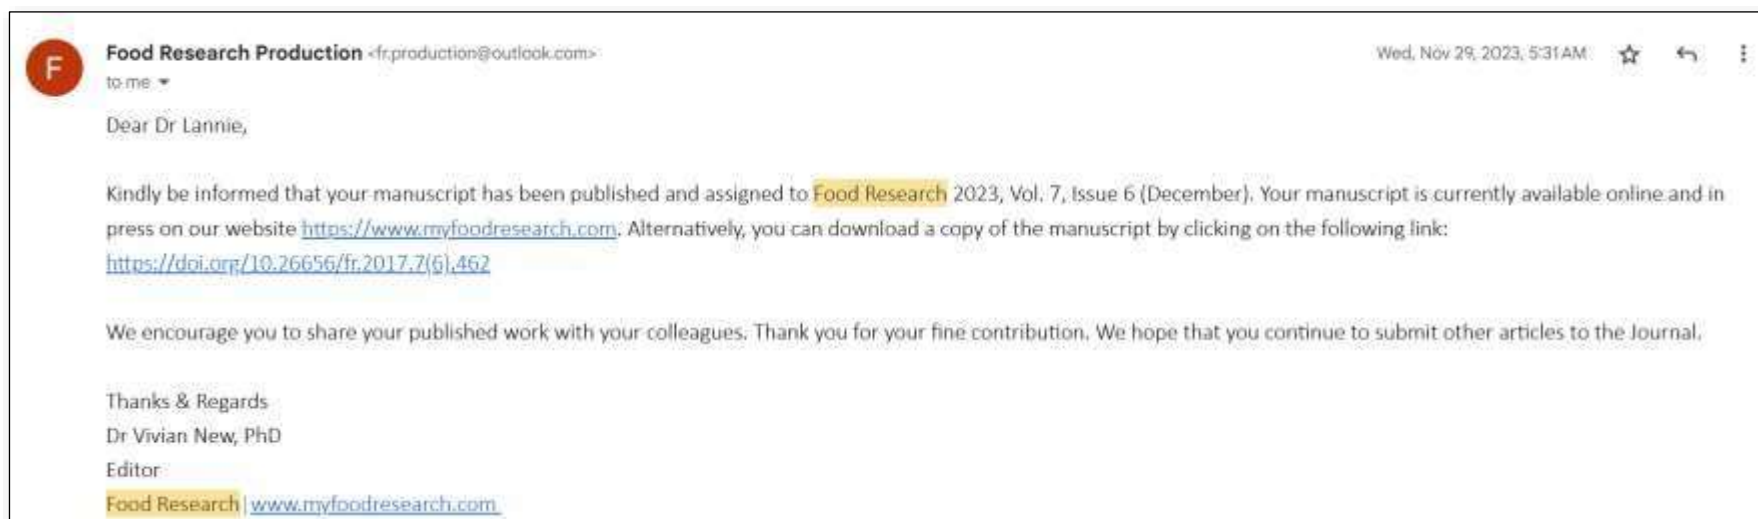 F
Food Research Production <fr.production@outlook.com>
Wed, Nov 29, 2023, 5:31 AM
to me
Dear Dr Lannie,
Kindly be informed that your manuscript has been published and assigned to Food Research 2023, Vol. 7, Issue 6 (December). Your manuscript is currently available online and in
press on our website https://www.myfoodresearch.com. Alternatively, you can download a copy of the manuscript by clicking on the following link:
https://doi.org/10.26656/fr.2017.7(6).462
We encourage you to share your published work with your colleagues. Thank you for your fine contribution. We hope that you continue to submit other articles to the Journal.
Thanks & Regards
Dr Vivian New, PhD
Editor
Food Research | www.myfoodresearch.com